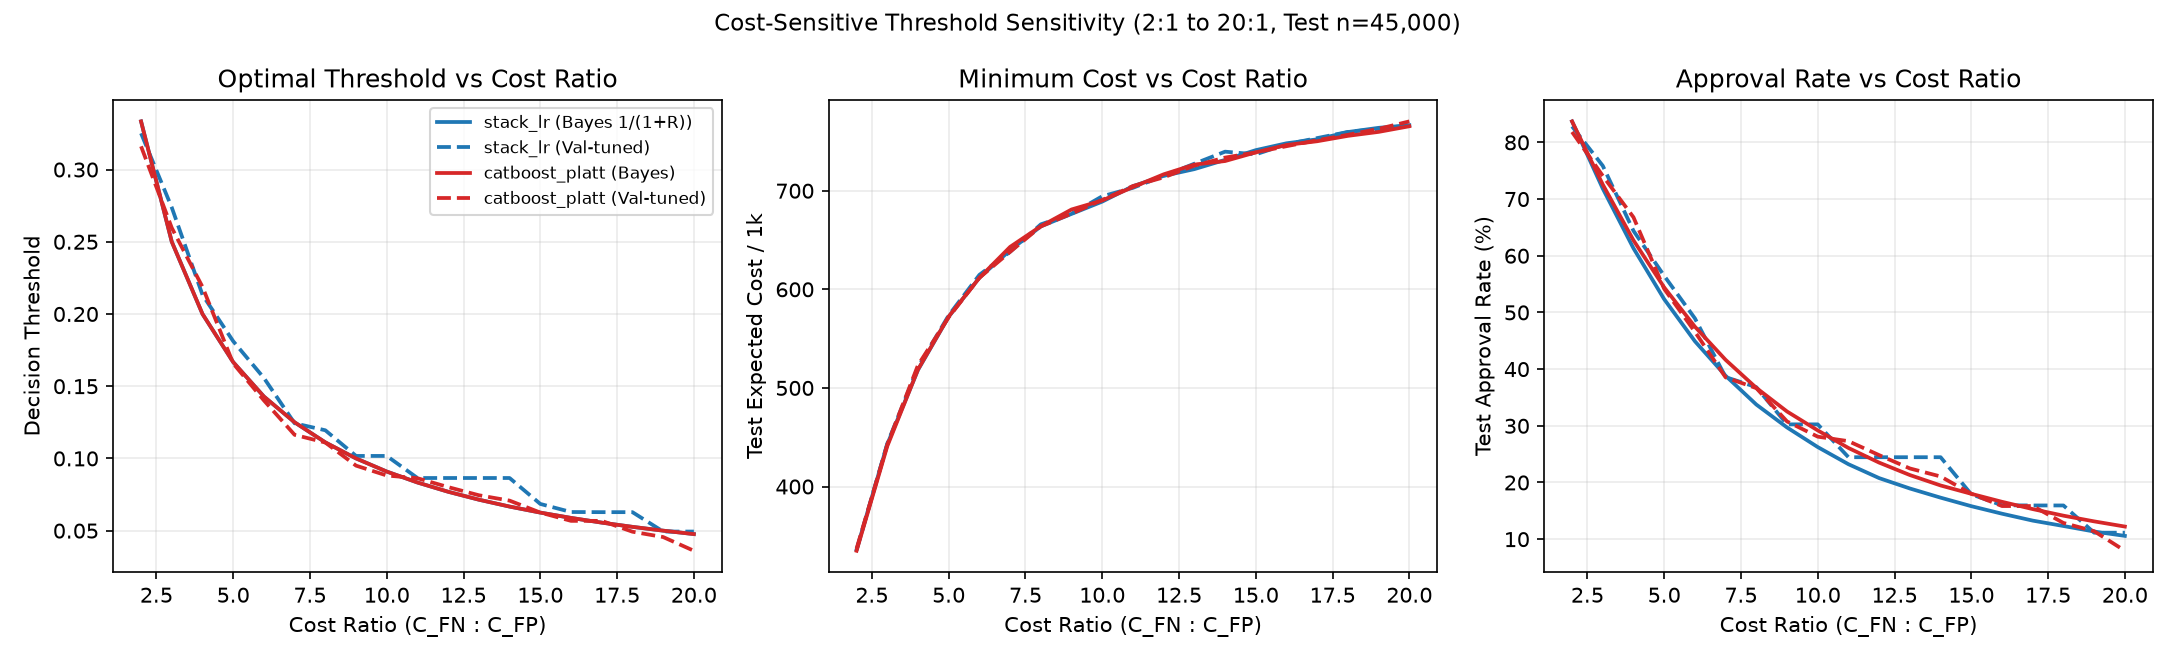 Cost-Sensitive Threshold Sensitivity (2:1 to 20:1, Test n=45,000)
Optimal Threshold vs Cost Ratio
Decision Threshold
0.30
0.25
0.20
0.15
0.10
0.05
stack_lr (Bayes 1/(1+R))
stack_lr (Val-tuned)
catboost_platt (Bayes)
catboost_platt (Val-tuned)
2.5 5.0 7.5 10.0 12.5 15.0 17.5 20.0
Cost Ratio (C_FN : C_FP)
Minimum Cost vs Cost Ratio
Test Expected Cost / 1k
700
600
500
400
2.5 5.0 7.5 10.0 12.5 15.0 17.5 20.0
Cost Ratio (C_FN : C_FP)
Approval Rate vs Cost Ratio
Test Approval Rate (%)
80
70
60
50
40
30
20
10
2.5 5.0 7.5 10.0 12.5 15.0 17.5 20.0
Cost Ratio (C_FN : C_FP)